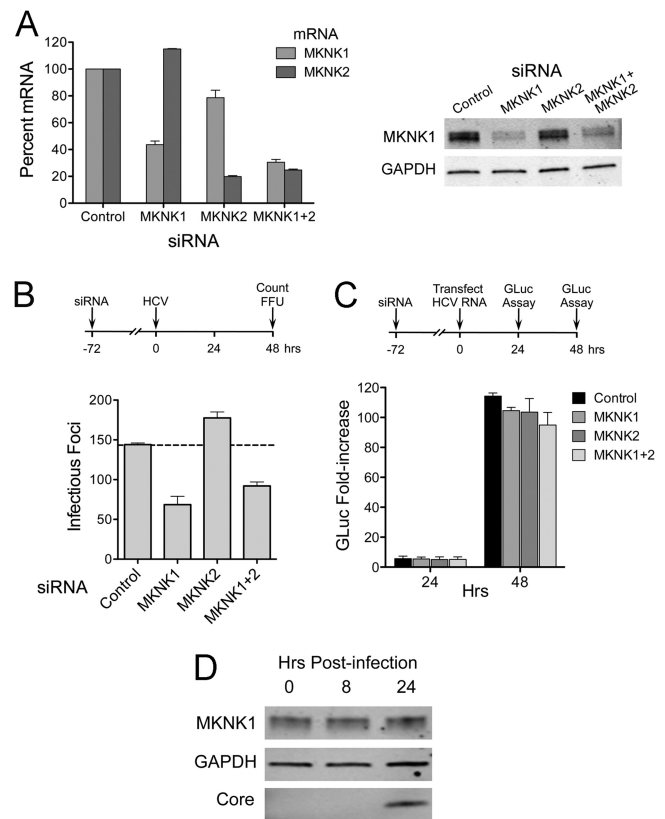 A
mRNA
MKNK1
MKNK2
Percent mRNA
120
100
80
60
40
20
0
Control MKNK1 MKNK2 MKNK1+2
siRNA
siRNA
Control MKNK1 MKNK2 MKNK1+ MKNK2
MKNK1
GAPDH
B
siRNA HCV Count FFU
-72 0 24 48 hrs
Infectious Foci
200
150
100
50
0
siRNA
Control MKNK1 MKNK2 MKNK1+2
C
siRNA Transfect HCV RNA GLuc Assay GLuc Assay
-72 0 24 48 hrs
GLuc Fold-increase
120
100
80
60
40
20
0
24 48
Hrs
Control
MKNK1
MKNK2
MKNK1+2
D
Hrs Post-infection
0 8 24
MKNK1
GAPDH
Core